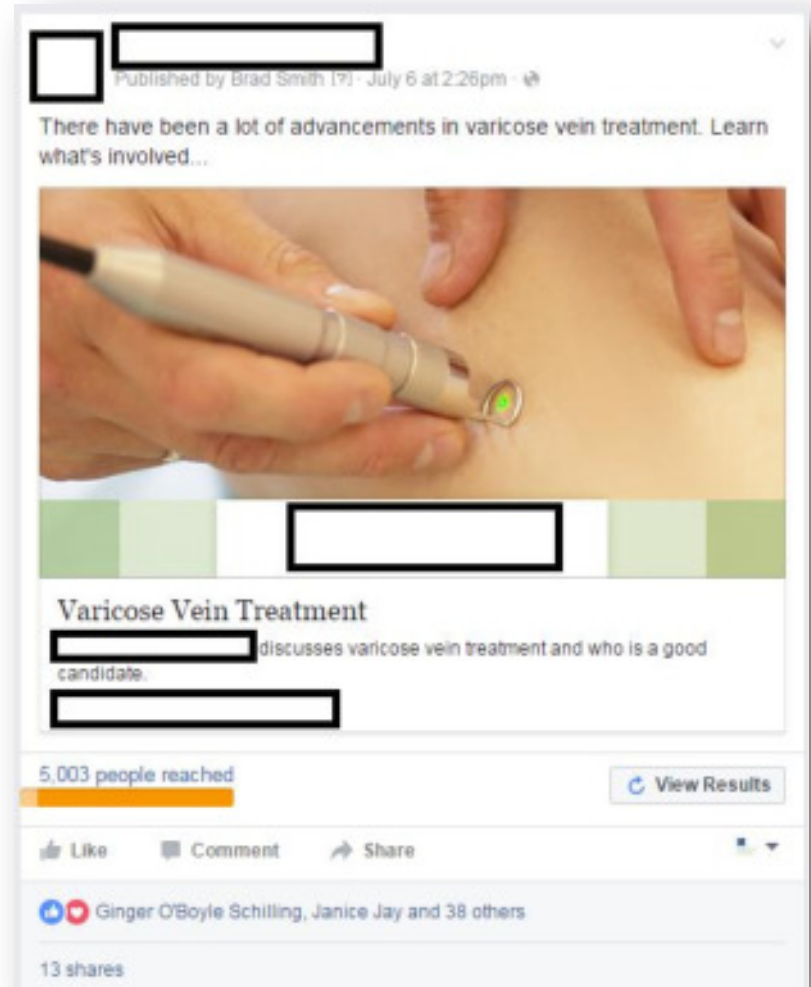 Published by Brad Smith [?] · July 6 at 2:26pm ·
There have been a lot of advancements in varicose vein treatment. Learn
what's involved...
Varicose Vein Treatment
discusses varicose vein treatment and who is a good
candidate.
5,003 people reached
View Results
Like Comment Share
Ginger O'Boyle Schilling, Janice Jay and 38 others
13 shares